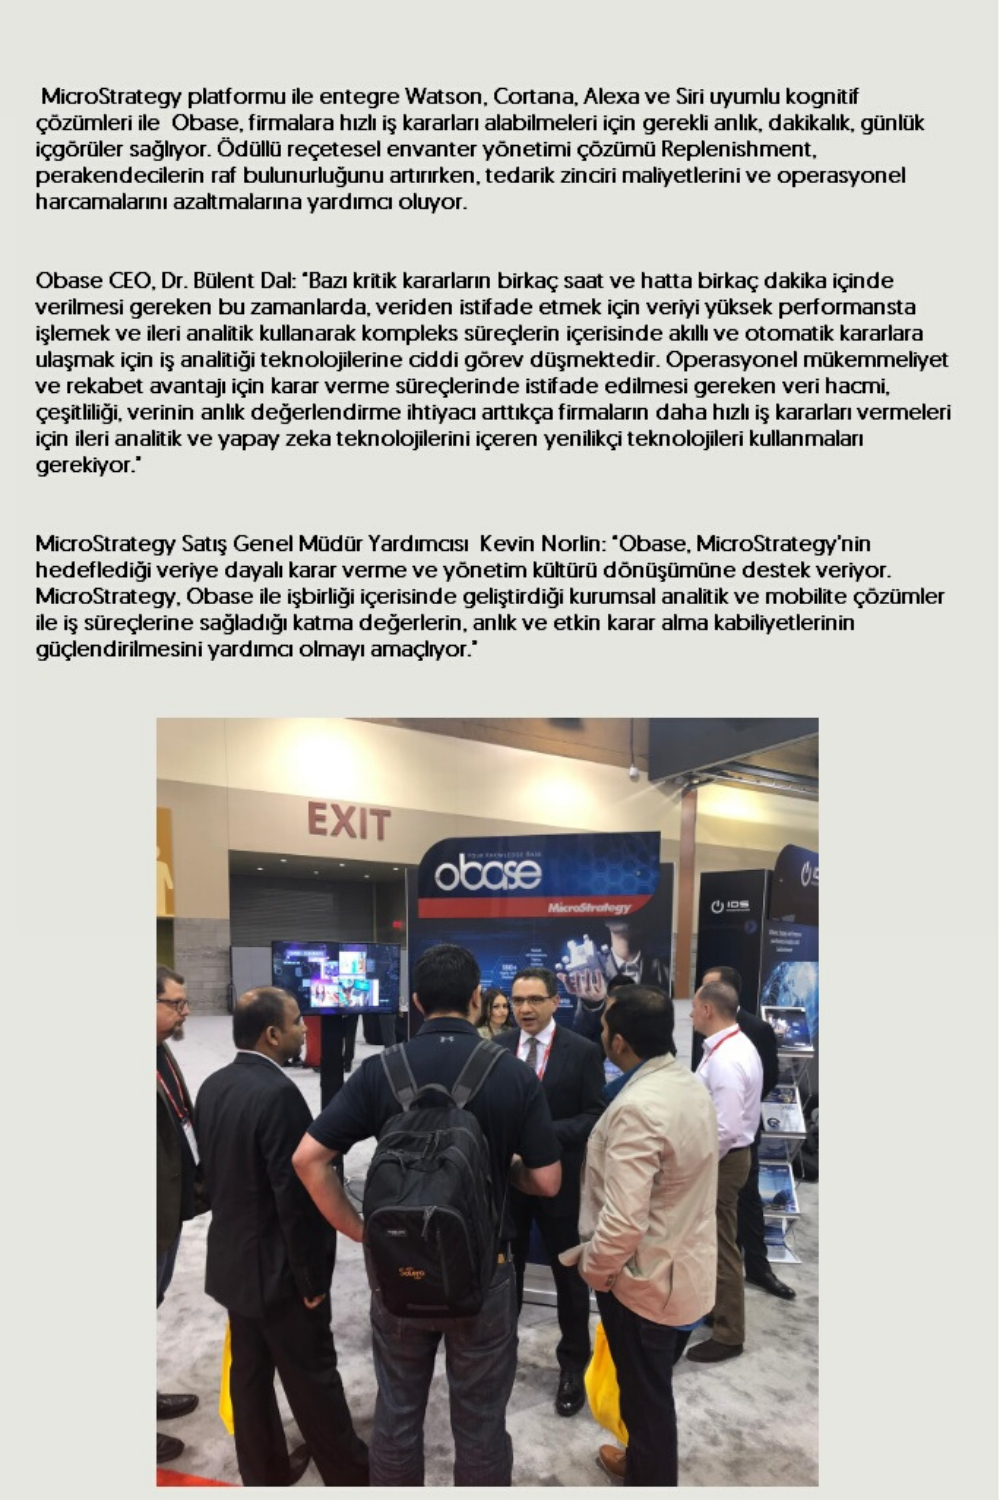 MicroStrategy platformu ile entegre Watson, Cortana, Alexa ve Siri uyumlu kognitif
çözümleri ile Obase, firmalara hızlı iş kararları alabilmeleri için gerekli anlık, dakikalık, günlük
içgörüler sağlıyor. Ödüllü reçetesel envanter yönetimi çözümü Replenishment,
perakendecilerin raf bulunurluğunu artırırken, tedarik zinciri maliyetlerini ve operasyonel
harcamalarını azaltmalarına yardımcı oluyor.
Obase CEO, Dr. Bülent Dal: "Bazı kritik kararların birkaç saat ve hatta birkaç dakika içinde
verilmesi gereken bu zamanlarda, veriden istifade etmek için veriyi yüksek performansta
işlemek ve ileri analitik kullanarak kompleks süreçlerin içerisinde akıllı ve otomatik kararlara
ulaşmak için iş analitiği teknolojilerine ciddi görev düşmektedir. Operasyonel mükemmeliyet
ve rekabet avantajı için karar verme süreçlerinde istifade edilmesi gereken veri hacmi,
çeşitliliği, verinin anlık değerlendirme ihtiyacı arttıkça firmaların daha hızlı iş kararları vermeleri
için ileri analitik ve yapay zeka teknolojilerini içeren yenilikçi teknolojileri kullanmaları
gerekiyor."
MicroStrategy Satış Genel Müdür Yardımcısı Kevin Norlin: "Obase, MicroStrategy'nin
hedeflediği veriye dayalı karar verme ve yönetim kültürü dönüşümüne destek veriyor.
MicroStrategy, Obase ile işbirliği içerisinde geliştirdiği kurumsal analitik ve mobilite çözümler
ile iş süreçlerine sağladığı katma değerlerin, anlık ve etkin karar alma kabiliyetlerinin
güçlendirilmesini yardımcı olmayı amaçlıyor."
EXIT
YOUR KNOWLEDGE BASE
obase
MicroStrategy
IDS
180+